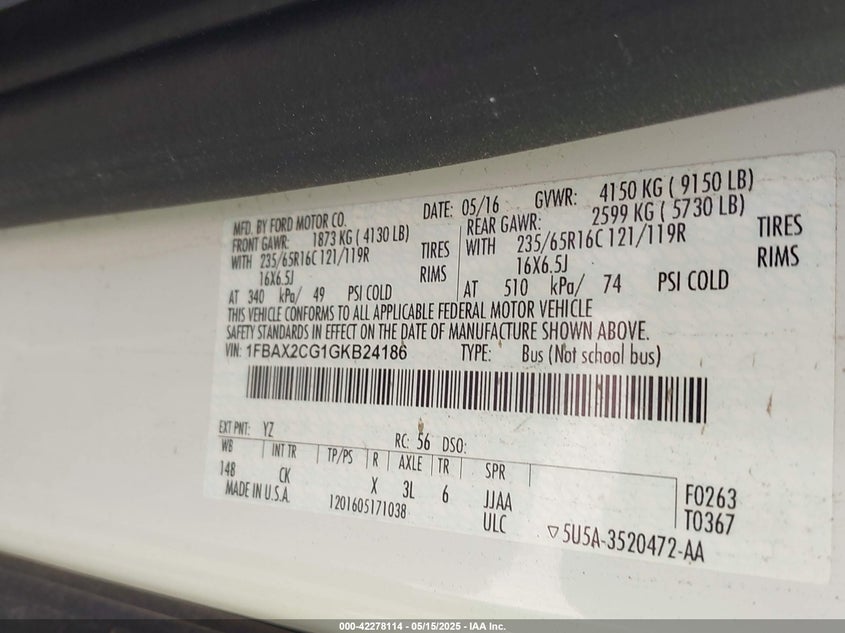 MFD. BY FORD MOTOR CO.
DATE: 05/16 GVWR: 4150 KG ( 9150 LB)
FRONT GAWR: 1873 KG ( 4130 LB)
REAR GAWR: 2599 KG ( 5730 LB)
WITH 235/65R16C 121/119R TIRES
WITH 235/65R16C 121/119R TIRES
16X6.5J RIMS
16X6.5J RIMS
AT 340 kPa/ 49 PSI COLD
AT 510 kPa/ 74 PSI COLD
THIS VEHICLE CONFORMS TO ALL APPLICABLE FEDERAL MOTOR VEHICLE
SAFETY STANDARDS IN EFFECT ON THE DATE OF MANUFACTURE SHOWN ABOVE.
VIN: 1FBAX2CG1GKB24186 TYPE: Bus (Not school bus)
EXT PNT: YZ RC: 56 DSO:
WB INT TR TP/PS R AXLE TR SPR
148 CK X 3L 6 JJAA F0263
MADE IN U.S.A. 1201605171038 ULC T0367
▽5U5A-3520472-AA
000-42278114 - 05/15/2025 - IAA Inc.